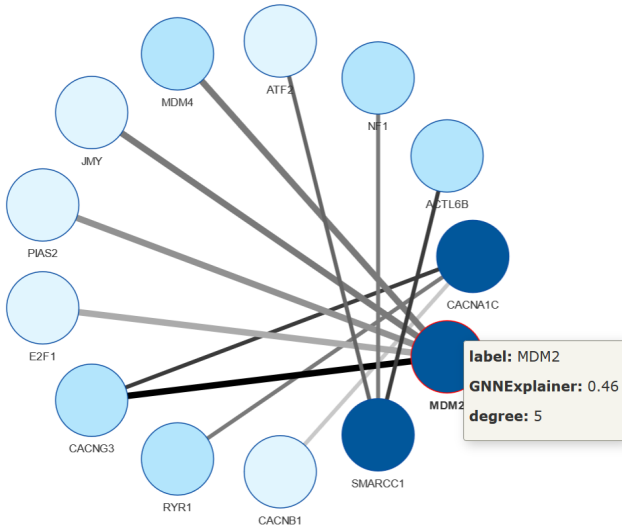 ATF2
MDM4
NF1
JMY
ACTL6B
PIAS2
CACNA1C
E2F1
label: MDM2
GNNExplainer: 0.46
degree: 5
MDM2
CACNG3
SMARCC1
RYR1
CACNB1